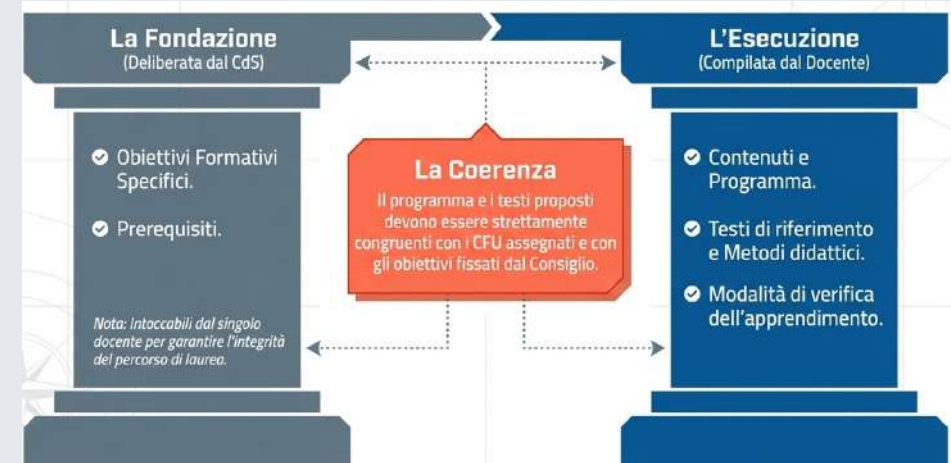 La Fondazione
(Deliberata dal CdS)
Obiettivi Formativi
Specifici.
Prerequisiti.
Nota: Intoccabili dal singolo
docente per garantire l'integrità
del percorso di laurea.
La Coerenza
Il programma e i testi proposti
devono essere strettamente
congruenti con i CFU assegnati e con
gli obiettivi fissati dal Consiglio.
L'Esecuzione
(Compilata dal Docente)
Contenuti e
Programma.
Testi di riferimento
e Metodi didattici.
Modalità di verifica
dell'apprendimento.